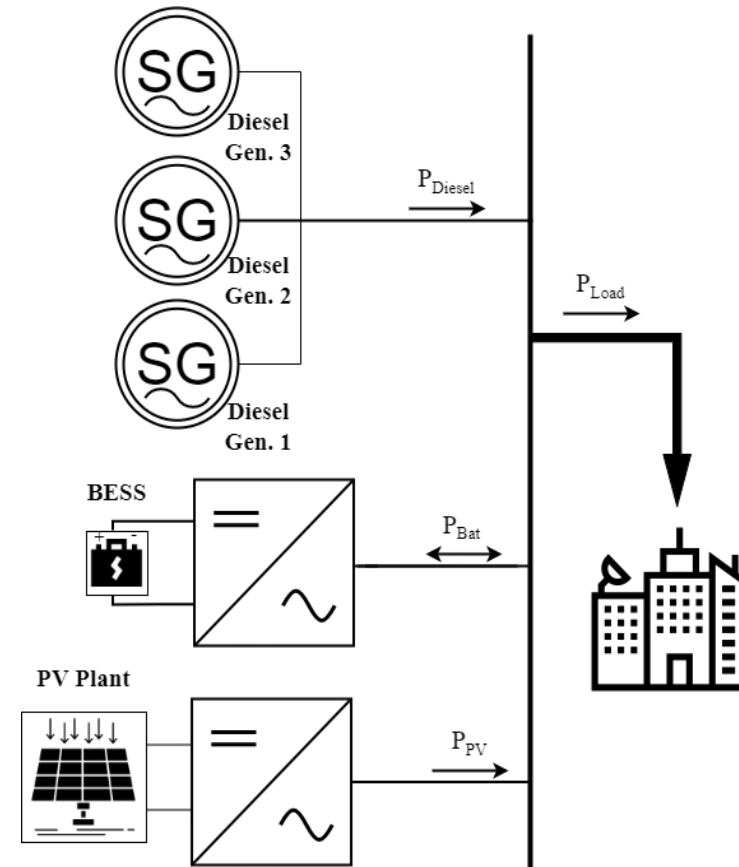 SG
Diesel
Gen. 3
SG
Diesel
Gen. 2
P_Diesel
SG
Diesel
Gen. 1
P_Load
BESS
+ -
P_Bat
PV Plant
P_PV